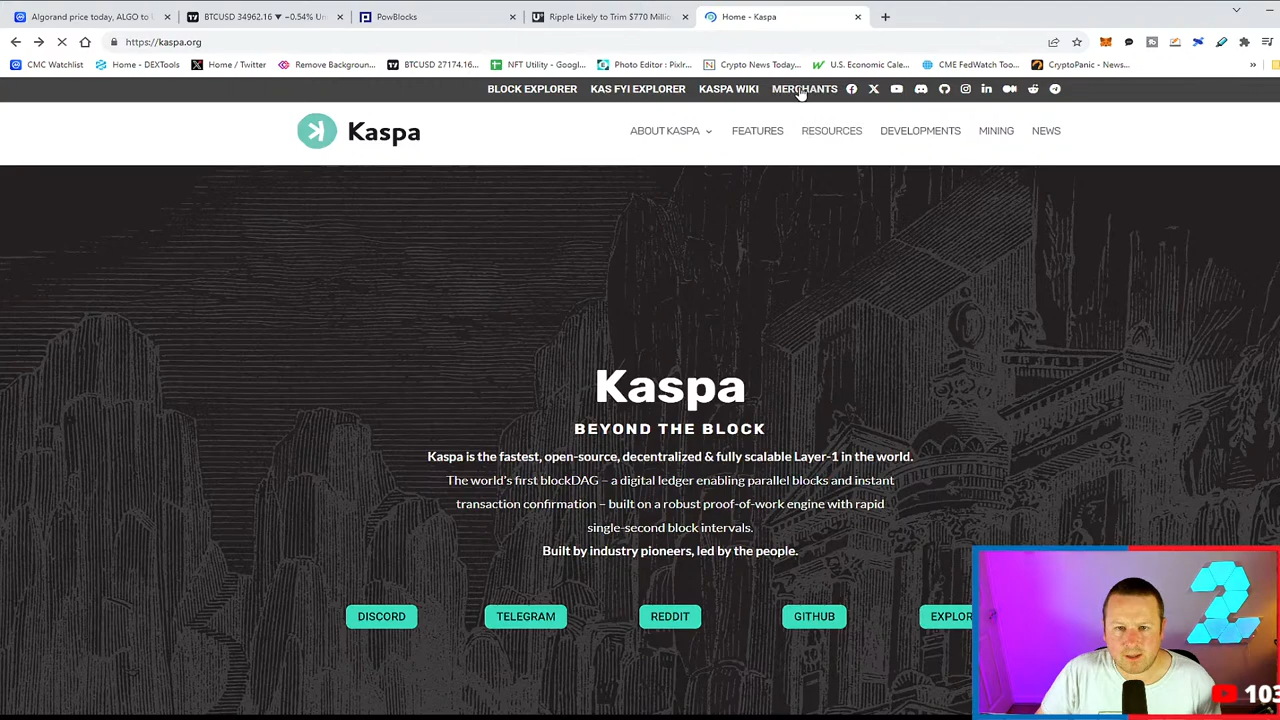 Algorand price today, ALGO to
BTCUSD 34962.16 ▼ −0.54% Un
PowBlocks
Ripple Likely to Trim $770 Millio
Home - Kaspa
https://kaspa.org
CMC Watchlist
Home - DEXTools
Home / Twitter
Remove Backgroun...
BTCUSD 27174.16...
NFT Utility - Googl...
Photo Editor : Pixlr...
Crypto News Today...
U.S. Economic Cale...
CME FedWatch Too...
CryptoPanic - News...
BLOCK EXPLORER
KAS FYI EXPLORER
KASPA WIKI
MERCHANTS
Kaspa
ABOUT KASPA
FEATURES
RESOURCES
DEVELOPMENTS
MINING
NEWS
Kaspa
BEYOND THE BLOCK
Kaspa is the fastest, open-source, decentralized & fully scalable Layer-1 in the world.
The world's first blockDAG – a digital ledger enabling parallel blocks and instant
transaction confirmation – built on a robust proof-of-work engine with rapid
single-second block intervals.
Built by industry pioneers, led by the people.
DISCORD
TELEGRAM
REDDIT
GITHUB
EXPLOR
2
103